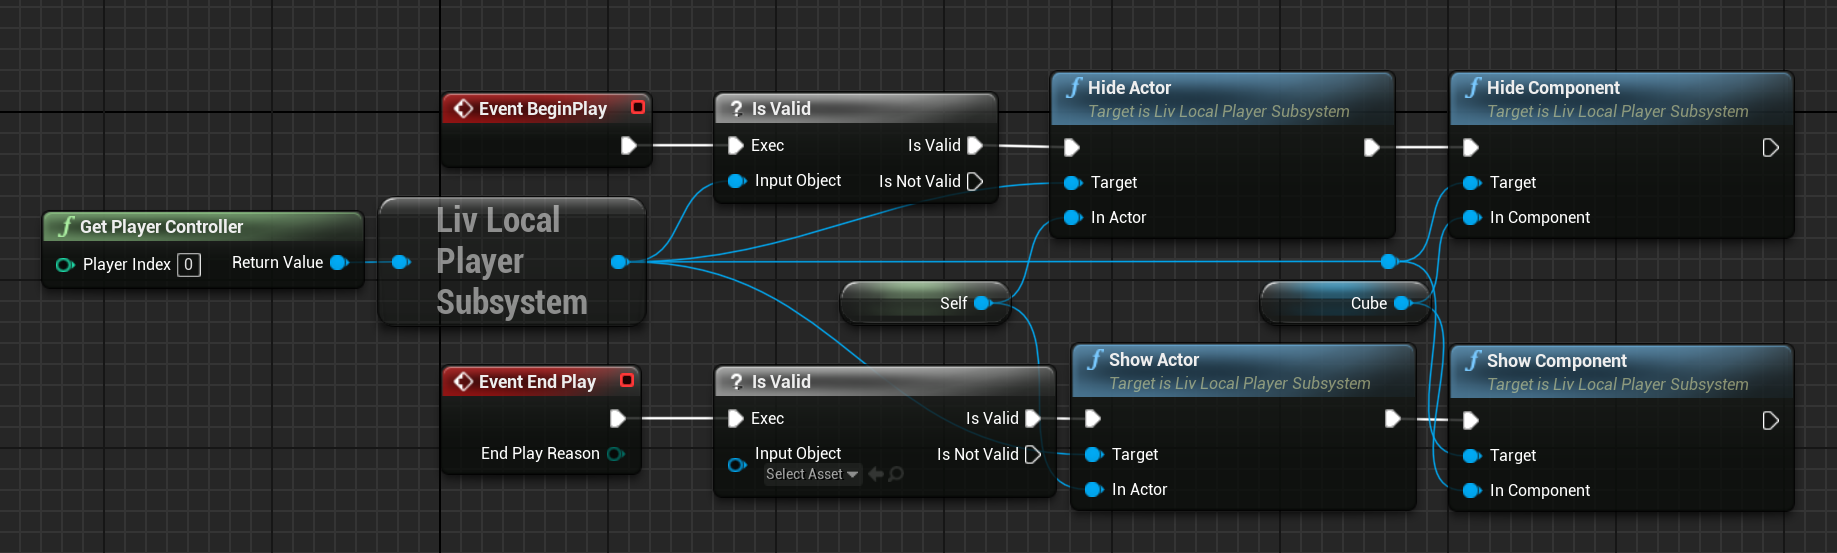 Event BeginPlay
? Is Valid
Exec
Is Valid
Input Object
Is Not Valid
f Hide Actor
Target is Liv Local Player Subsystem
Target
In Actor
f Hide Component
Target is Liv Local Player Subsystem
Target
In Component
f Get Player Controller
Player Index 0
Return Value
Liv Local
Player
Subsystem
Self
Cube
Event End Play
End Play Reason
? Is Valid
Exec
Is Valid
Input Object
Select Asset
Is Not Valid
f Show Actor
Target is Liv Local Player Subsystem
Target
In Actor
f Show Component
Target is Liv Local Player Subsystem
Target
In Component